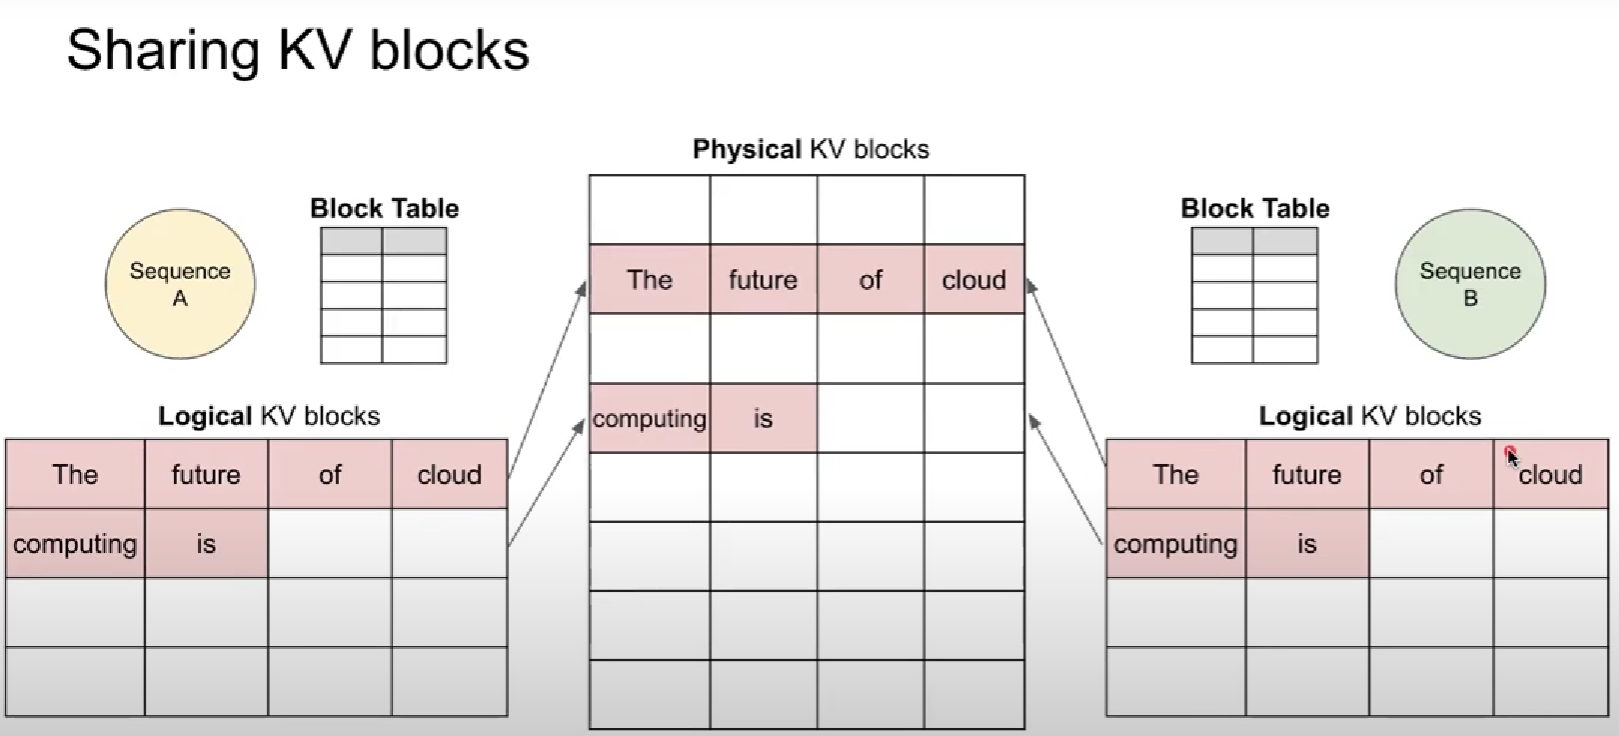 Sharing KV blocks
Physical KV blocks
Block Table
Block Table
Sequence
A
Sequence
B
The future of cloud
computing is
Logical KV blocks
The future of cloud
computing is
Logical KV blocks
The future of cloud
computing is